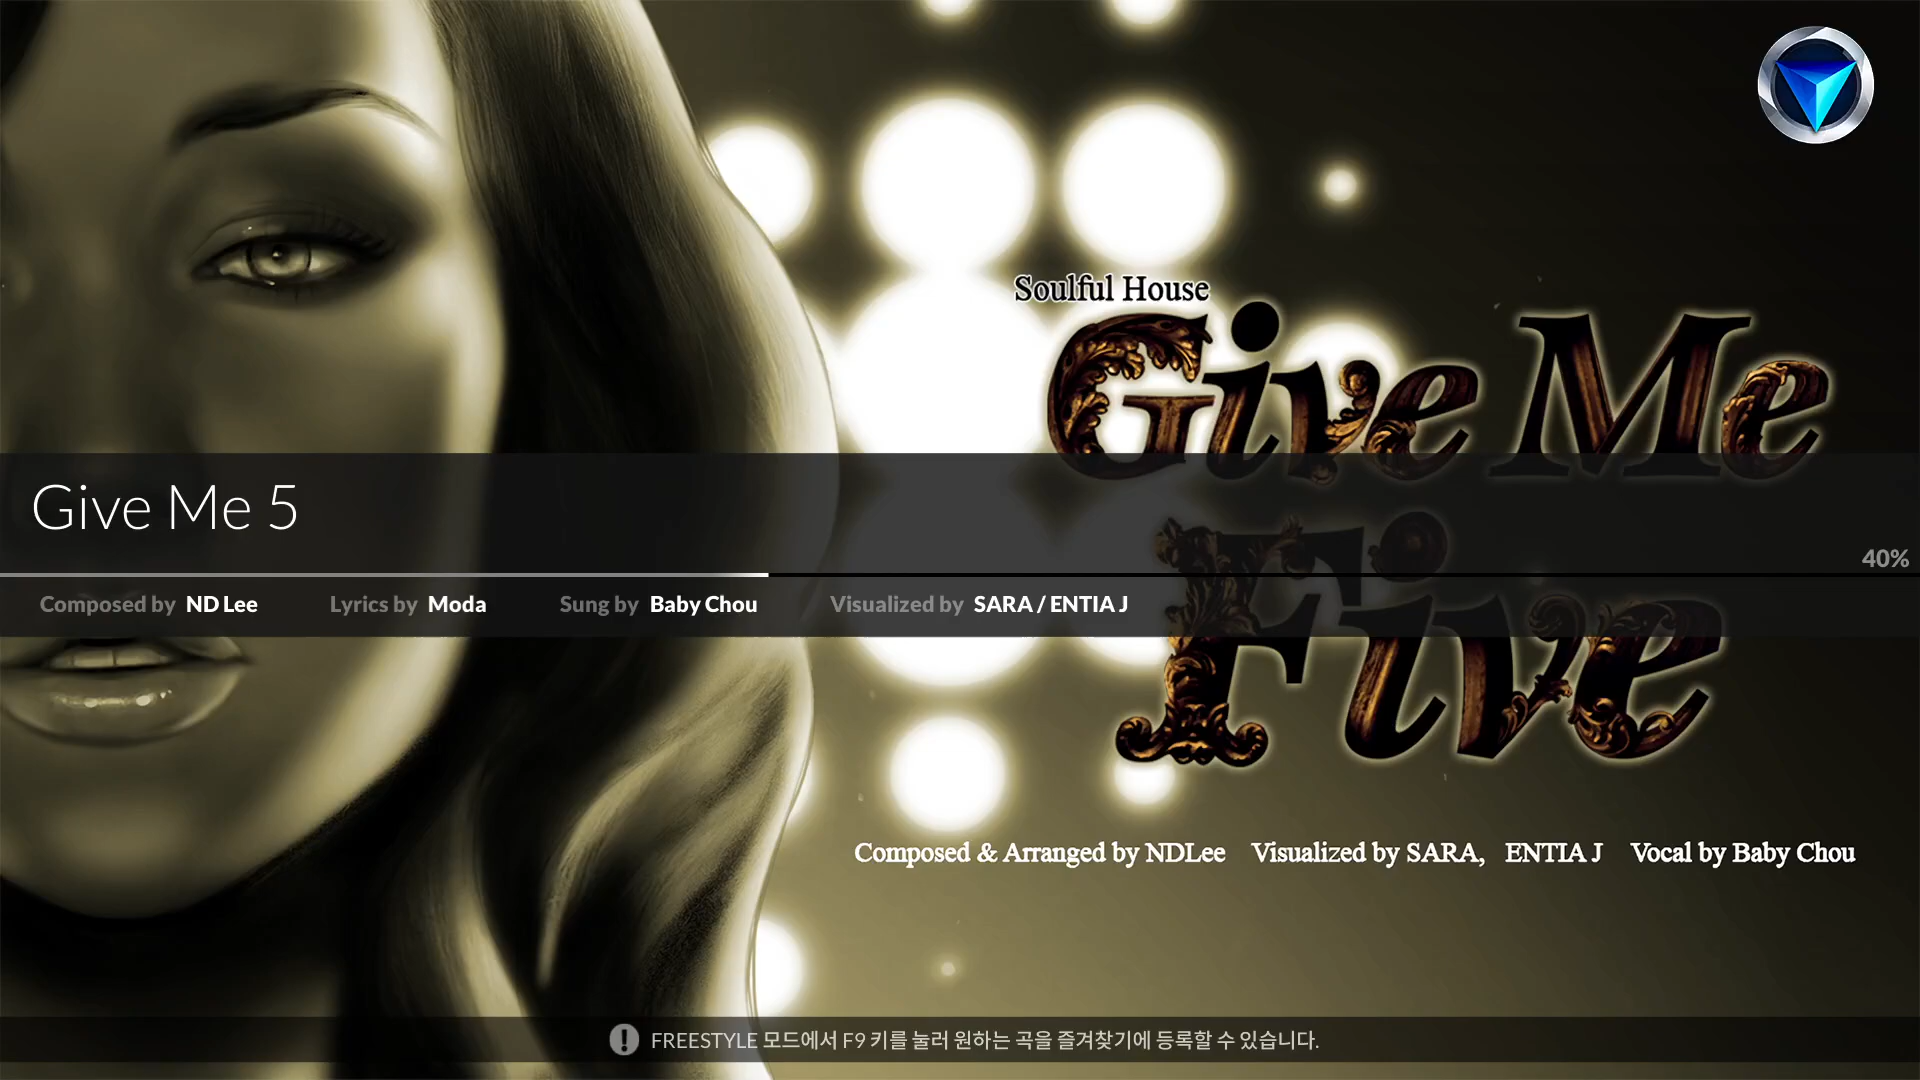 Soulful House
Give Me
Five
Give Me 5
40%
Composed by ND Lee Lyrics by Moda Sung by Baby Chou Visualized by SARA / ENTIA J
Composed & Arranged by NDLee Visualized by SARA, ENTIA J Vocal by Baby Chou
FREESTYLE 모드에서 F9 키를 눌러 원하는 곡을 즐겨찾기에 등록할 수 있습니다.